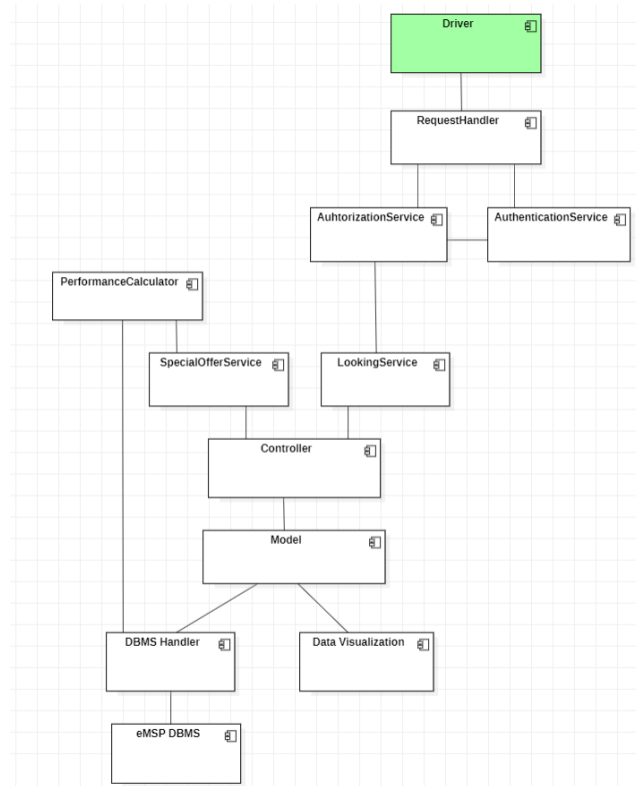 Driver
RequestHandler
AuhtorizationService
AuthenticationService
PerformanceCalculator
SpecialOfferService
LookingService
Controller
Model
DBMS Handler
Data Visualization
eMSP DBMS